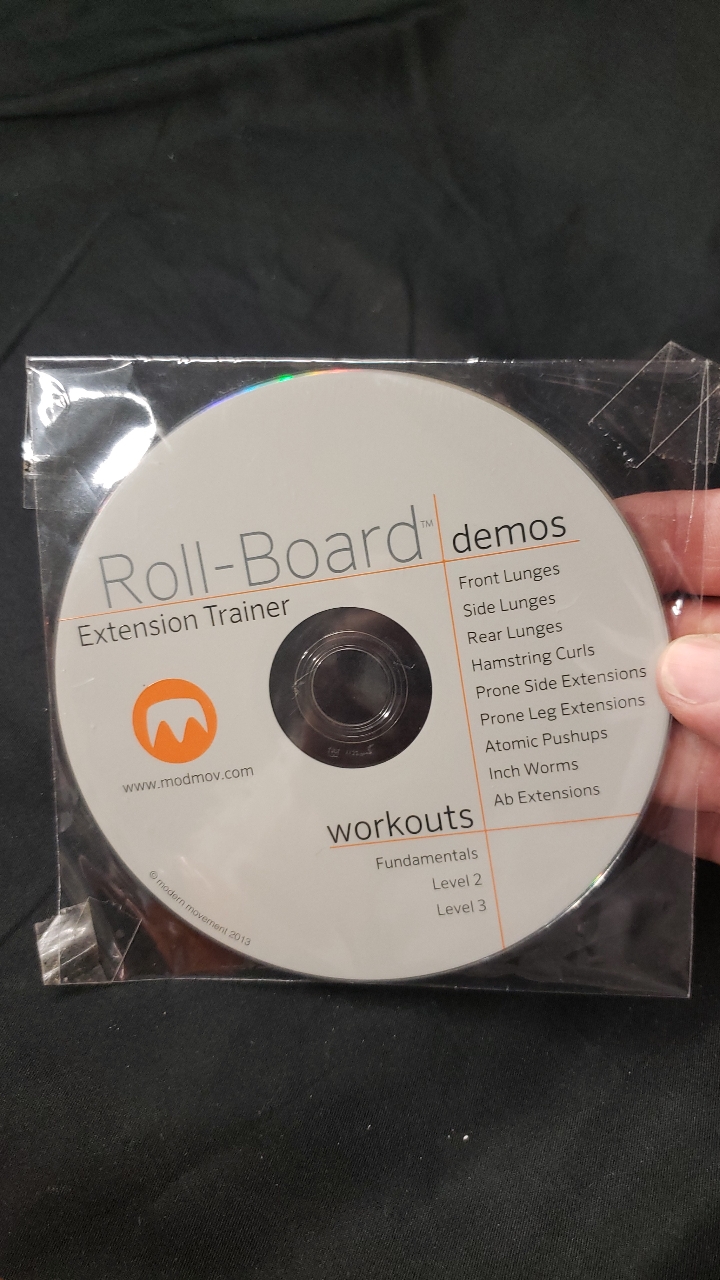 Roll-Board™
Extension Trainer
www.modmov.com
© modern movement 2013
demos
Front Lunges
Side Lunges
Rear Lunges
Hamstring Curls
Prone Side Extensions
Prone Leg Extensions
Atomic Pushups
Inch Worms
Ab Extensions
workouts
Fundamentals
Level 2
Level 3